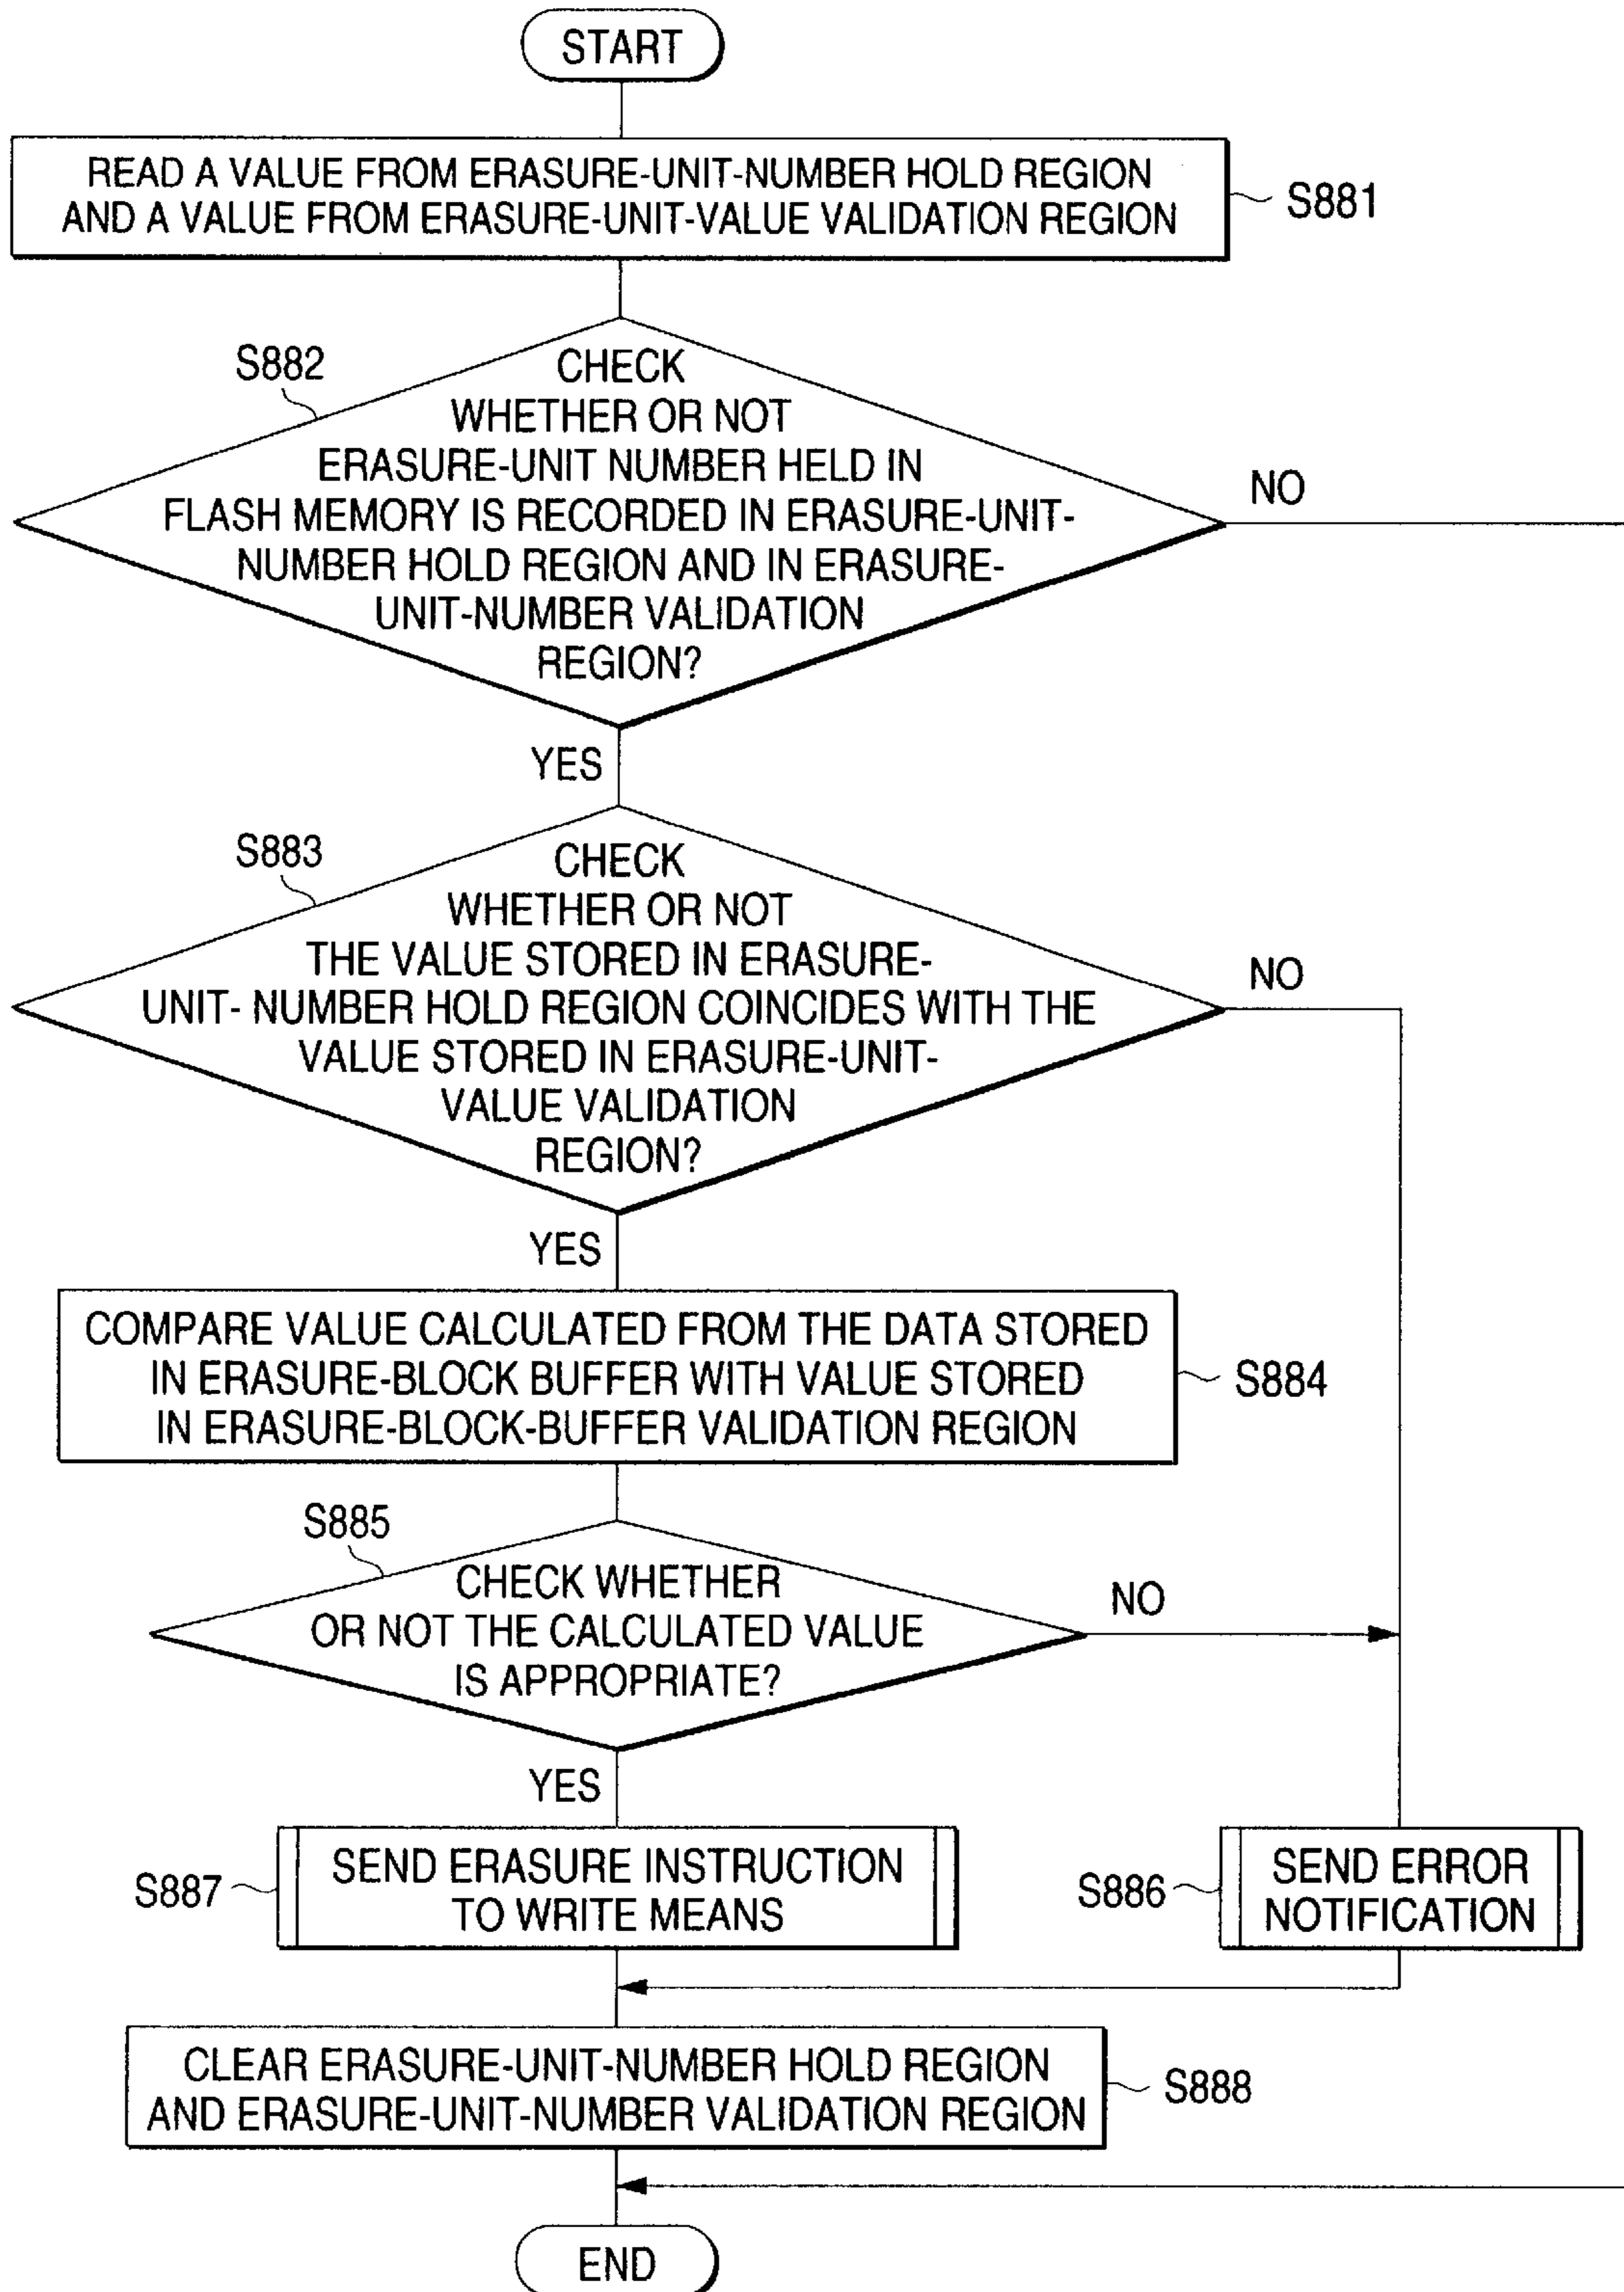 START
READ A VALUE FROM ERASURE-UNIT-NUMBER HOLD REGION
AND A VALUE FROM ERASURE-UNIT-VALUE VALIDATION REGION
S881
S882
CHECK
WHETHER OR NOT
ERASURE-UNIT NUMBER HELD IN
FLASH MEMORY IS RECORDED IN ERASURE-UNIT-
NUMBER HOLD REGION AND IN ERASURE-
UNIT-NUMBER VALIDATION
REGION?
NO
YES
S883
CHECK
WHETHER OR NOT
THE VALUE STORED IN ERASURE-
UNIT- NUMBER HOLD REGION COINCIDES WITH THE
VALUE STORED IN ERASURE-UNIT-
VALUE VALIDATION
REGION?
NO
YES
COMPARE VALUE CALCULATED FROM THE DATA STORED
IN ERASURE-BLOCK BUFFER WITH VALUE STORED
IN ERASURE-BLOCK-BUFFER VALIDATION REGION
S884
S885
CHECK WHETHER
OR NOT THE CALCULATED VALUE
IS APPROPRIATE?
NO
YES
S887
SEND ERASURE INSTRUCTION
TO WRITE MEANS
S886
SEND ERROR
NOTIFICATION
CLEAR ERASURE-UNIT-NUMBER HOLD REGION
AND ERASURE-UNIT-NUMBER VALIDATION REGION
S888
END